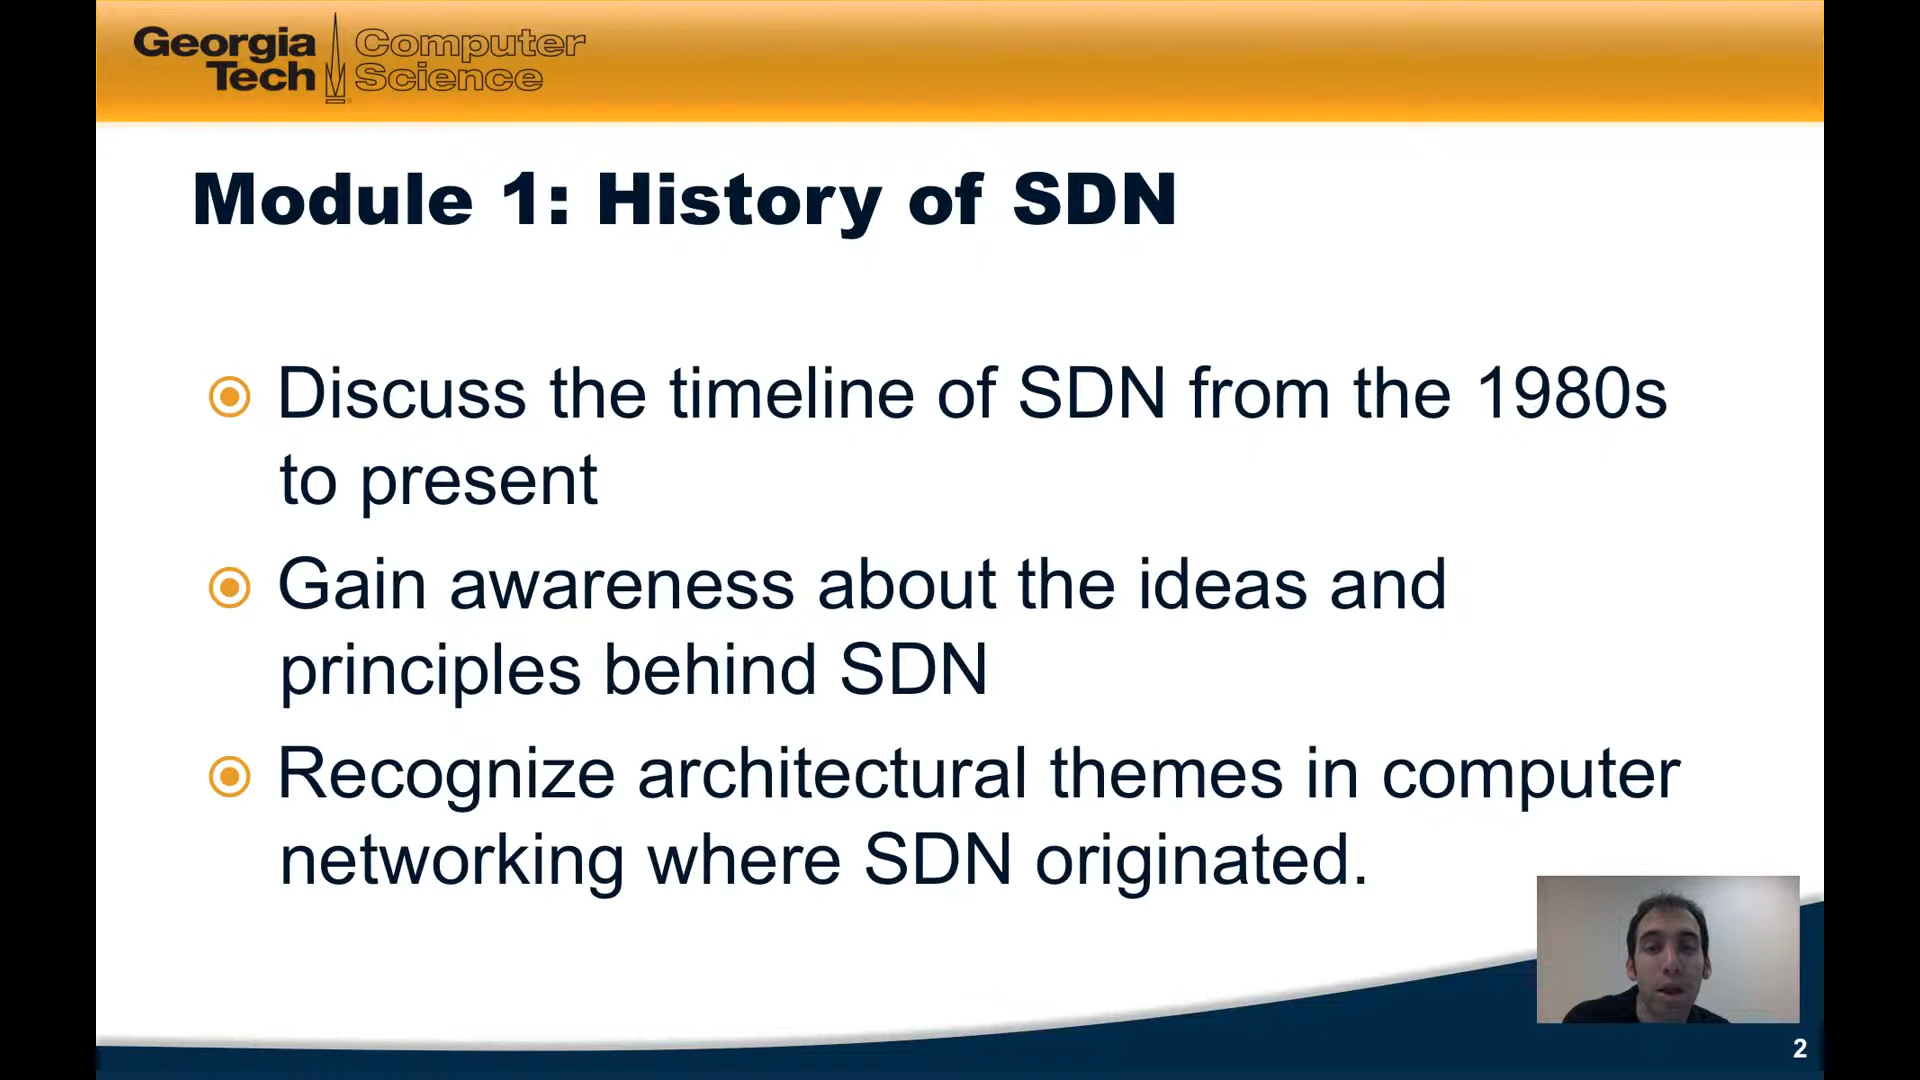 Georgia Tech Computer Science
Module 1: History of SDN
Discuss the timeline of SDN from the 1980s
to present
Gain awareness about the ideas and
principles behind SDN
Recognize architectural themes in computer
networking where SDN originated.
2